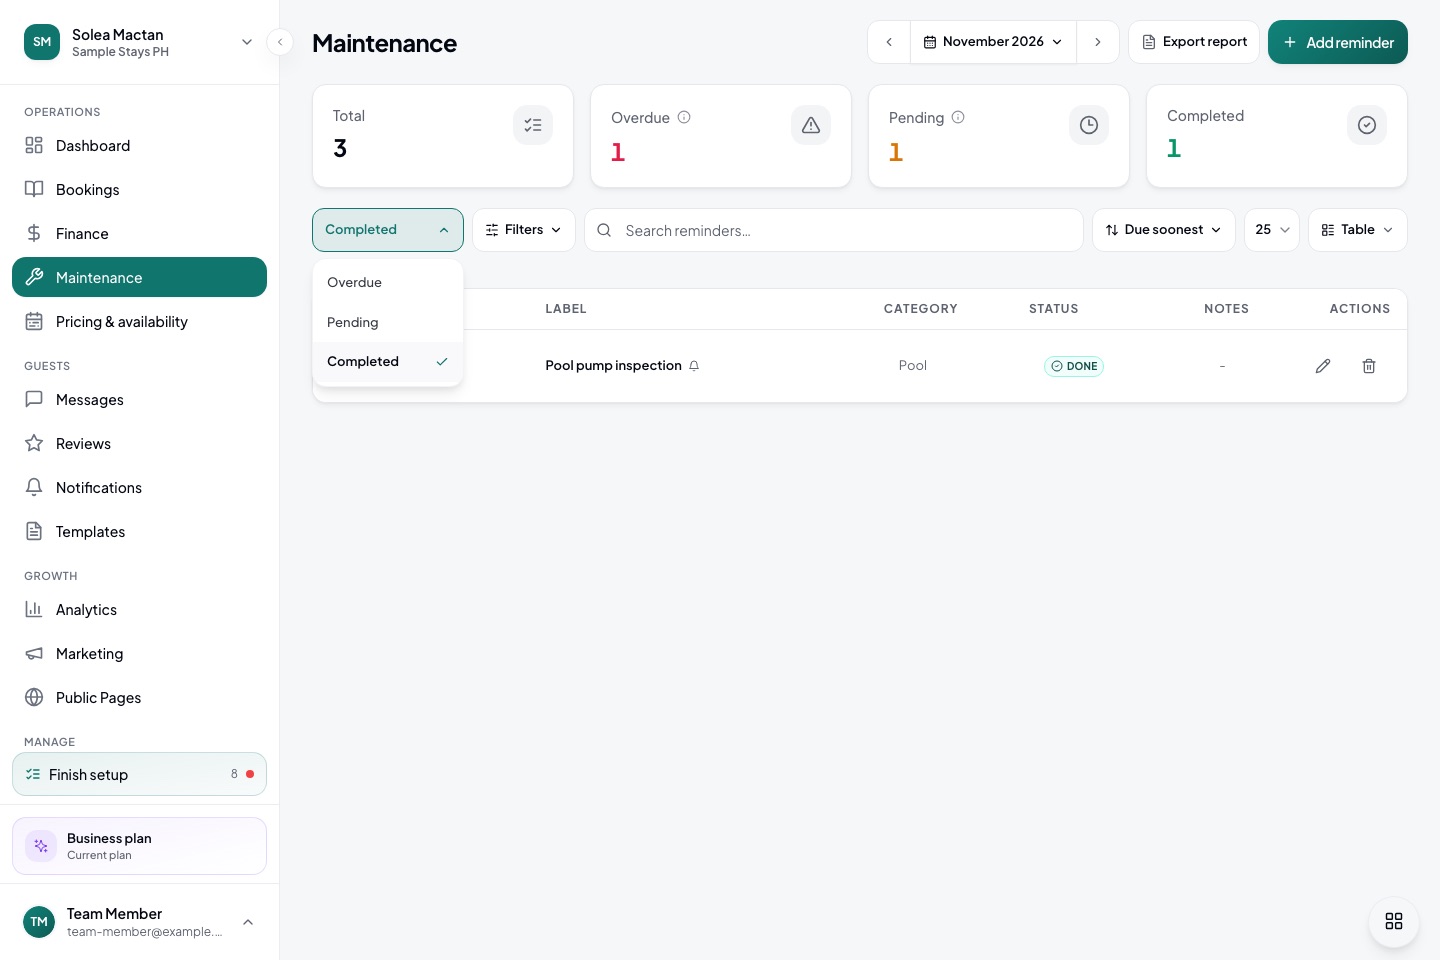 SM
Solea Mactan
Sample Stays PH
OPERATIONS
Dashboard
Bookings
Finance
Maintenance
Pricing & availability
GUESTS
Messages
Reviews
Notifications
Templates
GROWTH
Analytics
Marketing
Public Pages
MANAGE
Finish setup 8
Business plan
Current plan
TM
Team Member
team-member@example....
Maintenance
November 2026
Export report
Add reminder
Total
3
Overdue
1
Pending
1
Completed
1
Completed
Filters
Search reminders...
Due soonest
25
Table
Overdue
Pending
Completed
LABEL CATEGORY STATUS NOTES ACTIONS
Pool pump inspection Pool DONE -